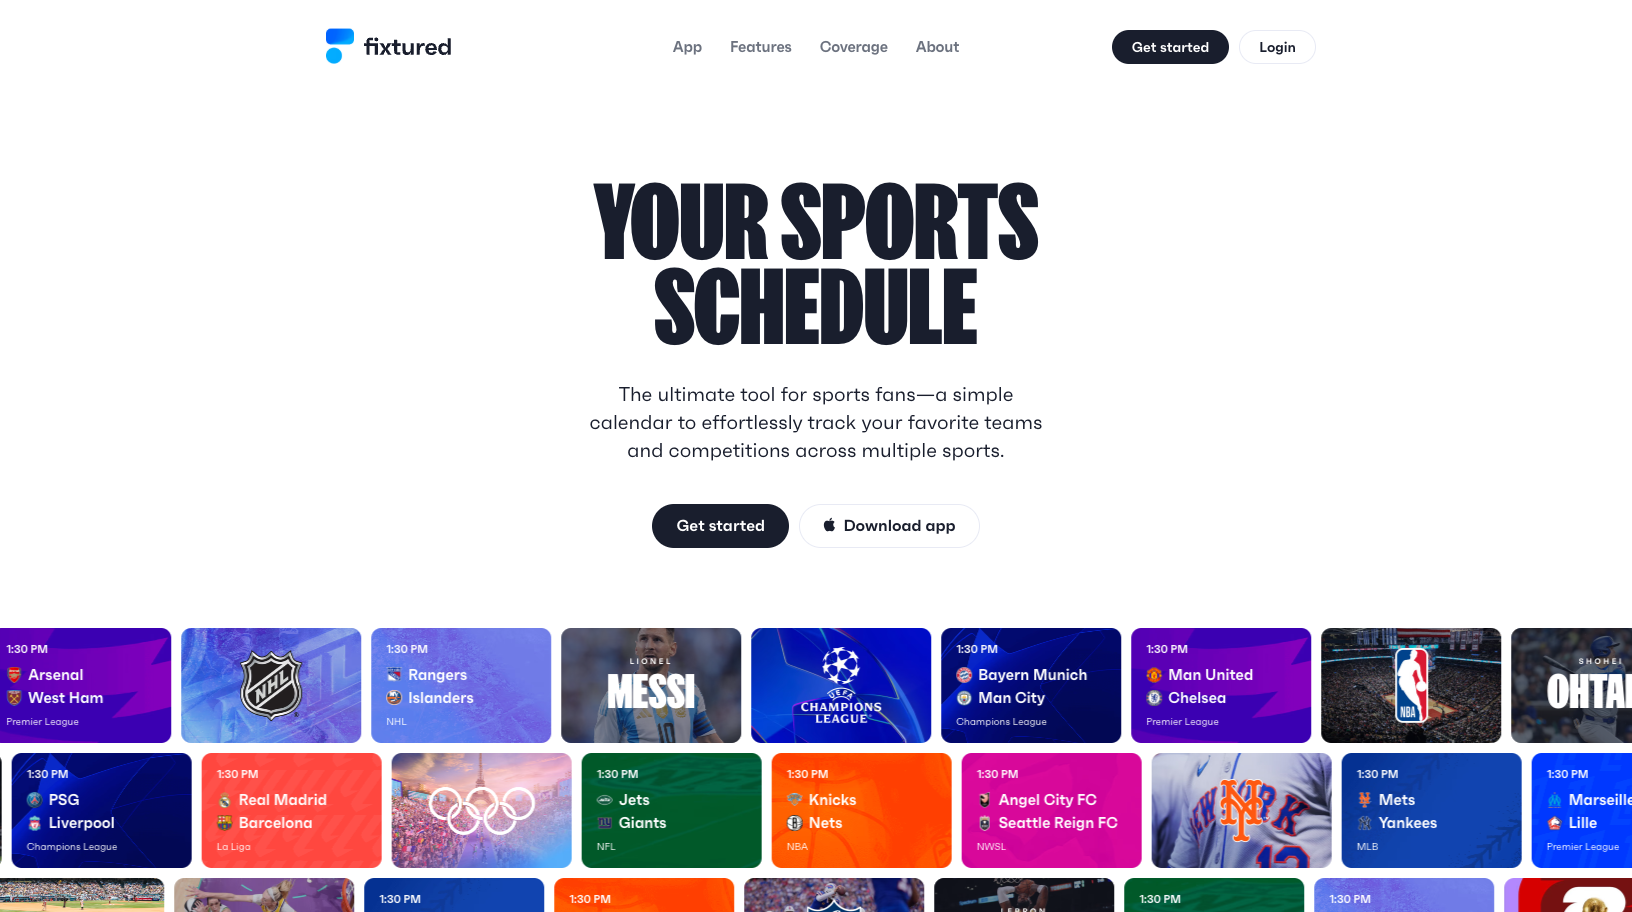 fixtured
App
Features
Coverage
About
Get started
Login
YOUR SPORTS
SCHEDULE
The ultimate tool for sports fans—a simple
calendar to effortlessly track your favorite teams
and competitions across multiple sports.
Get started
Download app
1:30 PM
Arsenal
West Ham
Premier League
NHL
1:30 PM
Rangers
Islanders
NHL
LIONEL
MESSI
UEFA
CHAMPIONS
LEAGUE
1:30 PM
Bayern Munich
Man City
Champions League
1:30 PM
Man United
Chelsea
Premier League
NBA
SHOHEI
OHTA
1:30 PM
PSG
Liverpool
Champions League
1:30 PM
Real Madrid
Barcelona
La Liga
1:30 PM
Jets
Giants
NFL
1:30 PM
Knicks
Nets
NBA
1:30 PM
Angel City FC
Seattle Reign FC
NWSL
NY
1:30 PM
Mets
Yankees
MLB
1:30 PM
Marseille
Lille
Premier League
1:30 PM
1:30 PM
LEBRON
1:30 PM
1:30 PM